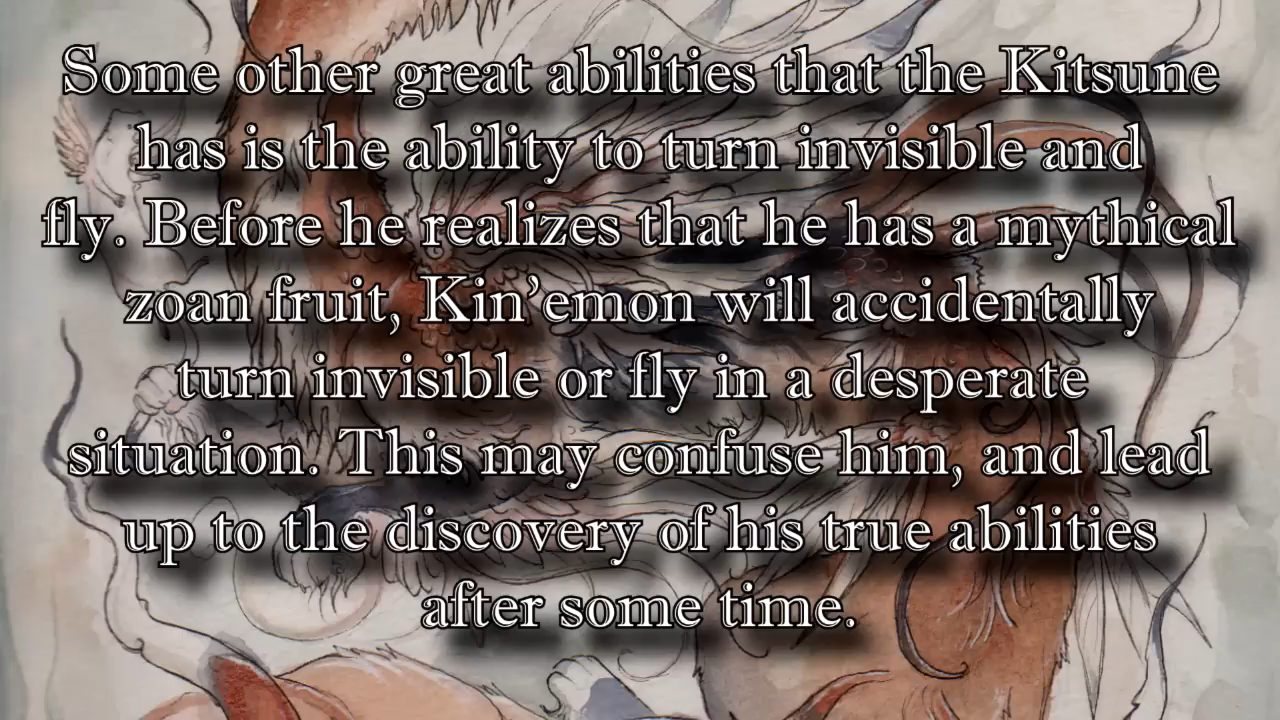 Some other great abilities that the Kitsune
has is the ability to turn invisible and
fly. Before he realizes that he has a mythical
zoan fruit, Kin’emon will accidentally
turn invisible or fly in a desperate
situation. This may confuse him, and lead
up to the discovery of his true abilities
after some time.